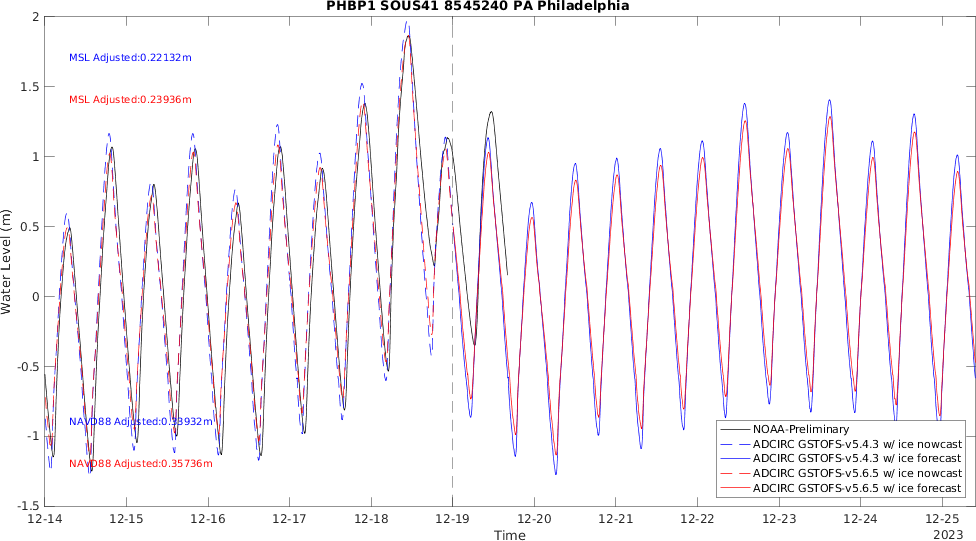 PHBP1 SOUS41 8545240 PA Philadelphia
2
1.5
1
0.5
0
-0.5
-1
-1.5
Water Level (m)
MSL Adjusted:0.22132m
MSL Adjusted:0.23936m
NAVD88 Adjusted:0.33932m
NAVD88 Adjusted:0.35736m
NOAA-Preliminary
ADCIRC GSTOFS-v5.4.3 w/ ice nowcast
ADCIRC GSTOFS-v5.4.3 w/ ice forecast
ADCIRC GSTOFS-v5.6.5 w/ ice nowcast
ADCIRC GSTOFS-v5.6.5 w/ ice forecast
12-14 12-15 12-16 12-17 12-18 12-19 12-20 12-21 12-22 12-23 12-24 12-25
Time
2023